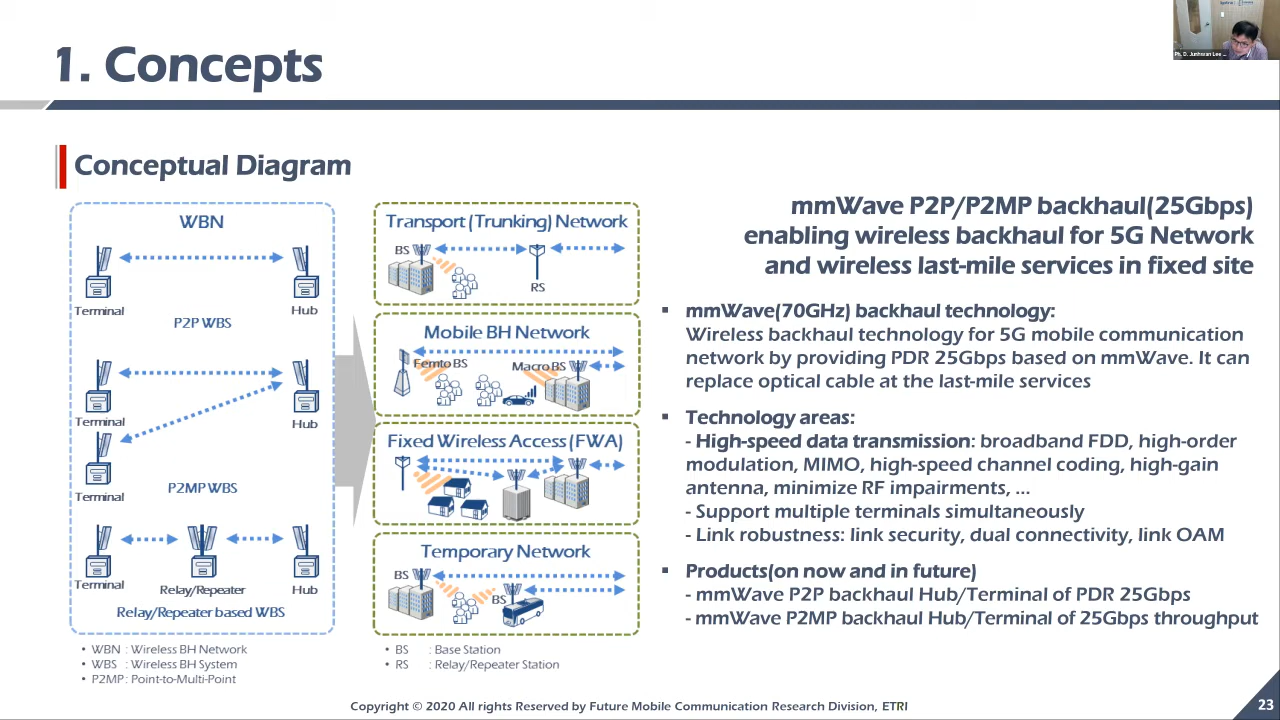 1. Concepts
Ph. D. Junhwan Lee ...
Conceptual Diagram
WBN
Terminal
Hub
P2P WBS
Terminal
Hub
Terminal
P2MP WBS
Terminal
Relay/Repeater
Hub
Relay/Repeater based WBS
• WBN : Wireless BH Network
• WBS : Wireless BH System
• P2MP : Point-to-Multi-Point
Transport (Trunking) Network
BS
RS
Mobile BH Network
Femto BS
Macro BS
Fixed Wireless Access (FWA)
Temporary Network
BS
BS
• BS : Base Station
• RS : Relay/Repeater Station
mmWave P2P/P2MP backhaul(25Gbps)
enabling wireless backhaul for 5G Network
and wireless last-mile services in fixed site
▪ mmWave(70GHz) backhaul technology:
Wireless backhaul technology for 5G mobile communication
network by providing PDR 25Gbps based on mmWave. It can
replace optical cable at the last-mile services
▪ Technology areas:
- High-speed data transmission: broadband FDD, high-order
modulation, MIMO, high-speed channel coding, high-gain
antenna, minimize RF impairments, ...
- Support multiple terminals simultaneously
- Link robustness: link security, dual connectivity, link OAM
▪ Products(on now and in future)
- mmWave P2P backhaul Hub/Terminal of PDR 25Gbps
- mmWave P2MP backhaul Hub/Terminal of 25Gbps throughput
Copyright © 2020 All rights Reserved by Future Mobile Communication Research Division, ETRI
23